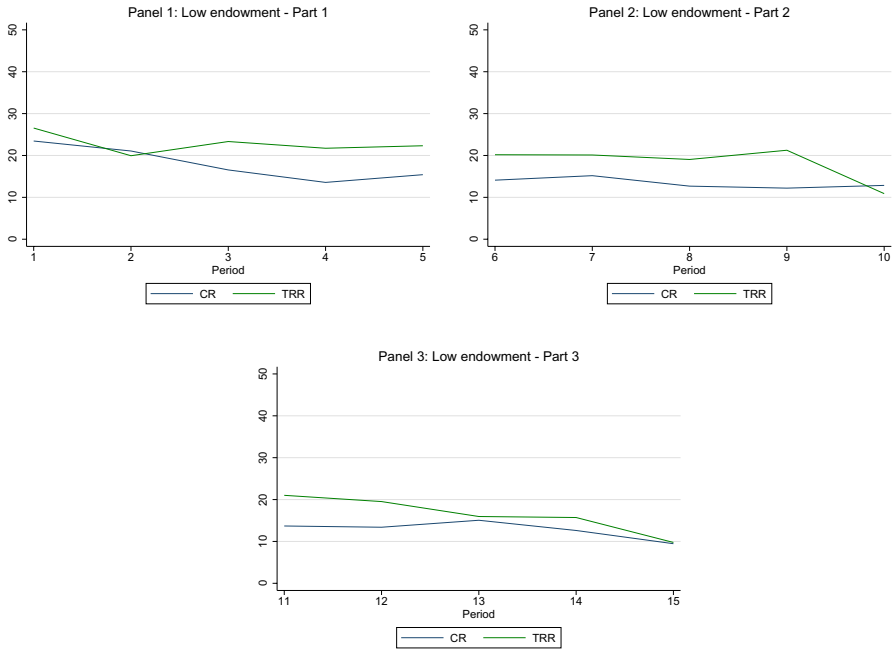 Panel 1: Low endowment - Part 1
50
40
30
20
10
0
1 2 3 4 5
Period
CR TRR
Panel 2: Low endowment - Part 2
50
40
30
20
10
0
6 7 8 9 10
Period
CR TRR
Panel 3: Low endowment - Part 3
50
40
30
20
10
0
11 12 13 14 15
Period
CR TRR